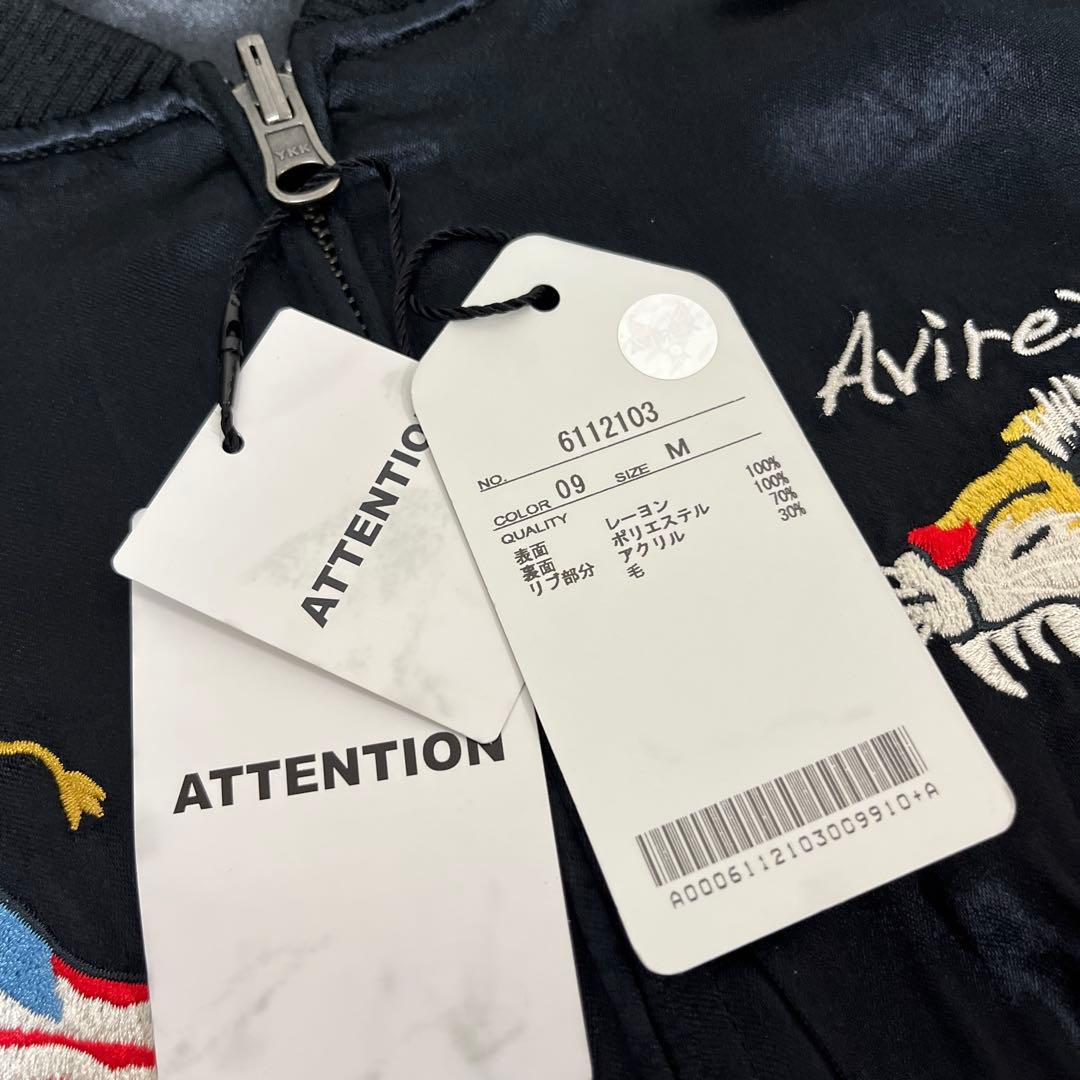 YKK
Avirex
ATTENTION
ATTENTION
NO. 6112103
COLOR 09 SIZE M
QUALITY
表面 レーヨン 100%
裏面 ポリエステル 100%
リブ部分 アクリル 70%
毛 30%
A0006112103009910+A